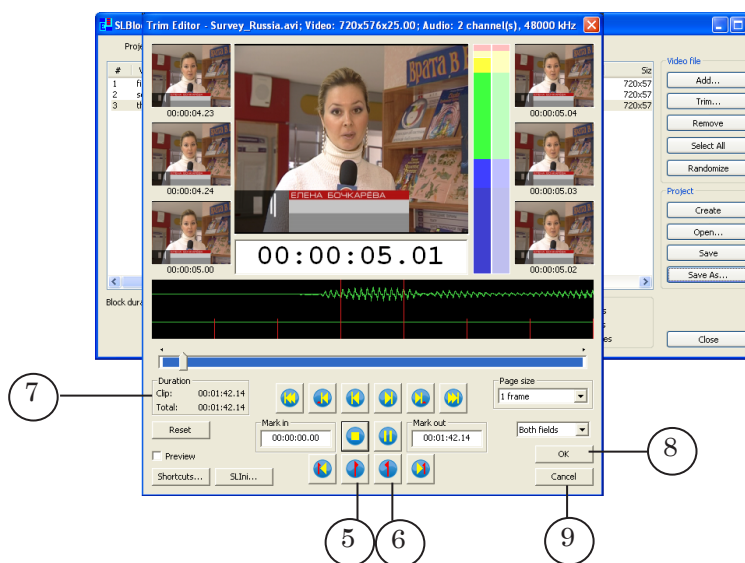 SLBloc
Trim Editor - Survey_Russia.avi; Video: 720x576x25.00; Audio: 2 channel(s), 48000 kHz
Proje
# V
Siz
1 fi 720x57
2 se 720x57
3 th 720x57
Video file
Add...
Trim...
Remove
Select All
Randomize
Project
Create
Open...
Save
Save As...
Close
Block dura
s
s
es
00:00:04.23
00:00:04.24
00:00:05.00
ВРАТА В
ЕЛЕНА БОЧКАРЁВА
00:00:05.01
00:00:05.04
00:00:05.03
00:00:05.02
Duration
Clip: 00:01:42.14
Total: 00:01:42.14
Page size
1 frame
Reset
Mark in
00:00:00.00
Mark out
00:01:42.14
Both fields
Preview
Shortcuts...
SLIni...
OK
Cancel
7
8
5
6
9